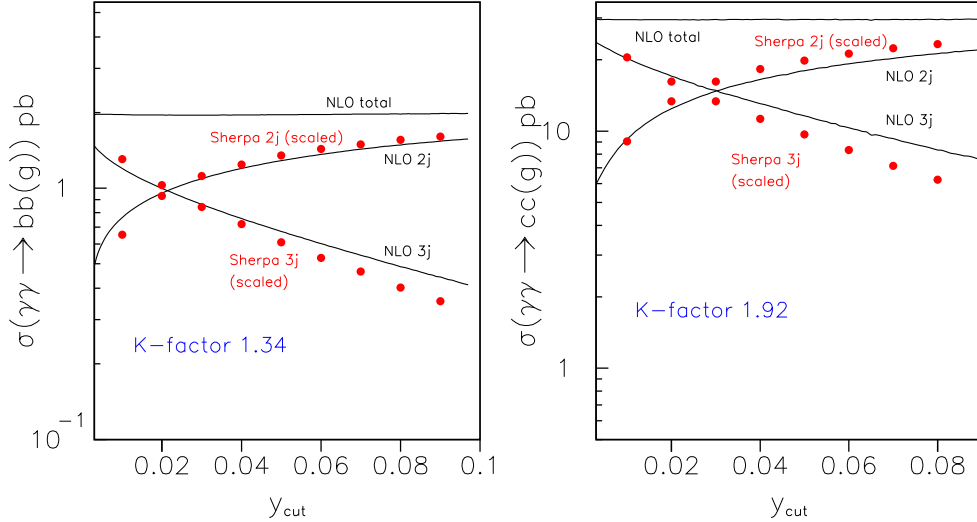 σ(γγ → bb(g)) pb
1
10⁻¹
NLO total
Sherpa 2j (scaled)
NLO 2j
NLO 3j
Sherpa 3j
(scaled)
K-factor 1.34
0.02
0.04
0.06
0.08
0.1
y_cut
σ(γγ → cc(g)) pb
10
1
NLO total
Sherpa 2j (scaled)
NLO 2j
NLO 3j
Sherpa 3j
(scaled)
K-factor 1.92
0.02
0.04
0.06
0.08
y_cut